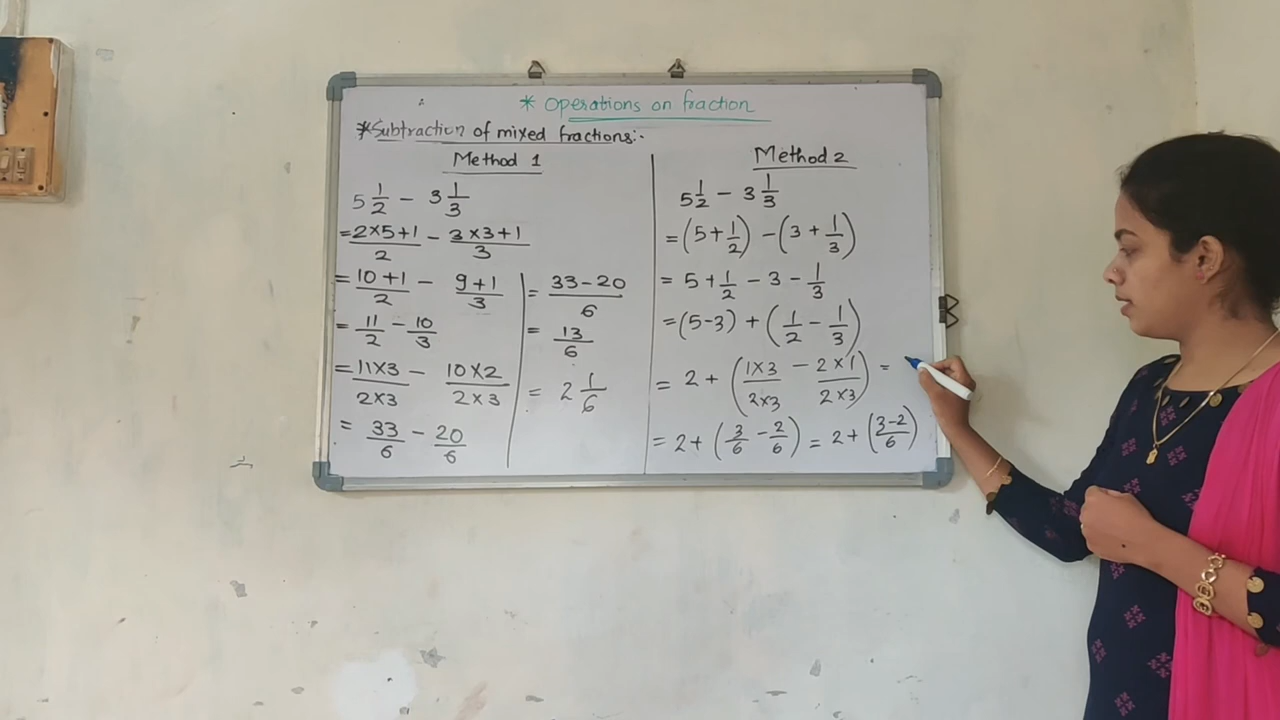 * Operations on fraction
*Subtraction of mixed fractions:-
Method 1
5 1/2 - 3 1/3
= 2×5+1/2 - 3×3+1/3
= 10+1/2 - 9+1/3
= 11/2 - 10/3
= 11×3/2×3 - 10×2/2×3
= 33/6 - 20/6
= 33-20/6
= 13/6
= 2 1/6
Method 2
5 1/2 - 3 1/3
= (5+1/2) - (3+1/3)
= 5+1/2 - 3 - 1/3
= (5-3) + (1/2 - 1/3)
= 2 + (1×3/2×3 - 2×1/2×3) =
= 2+ (3/6 - 2/6) = 2+ (3-2/6)